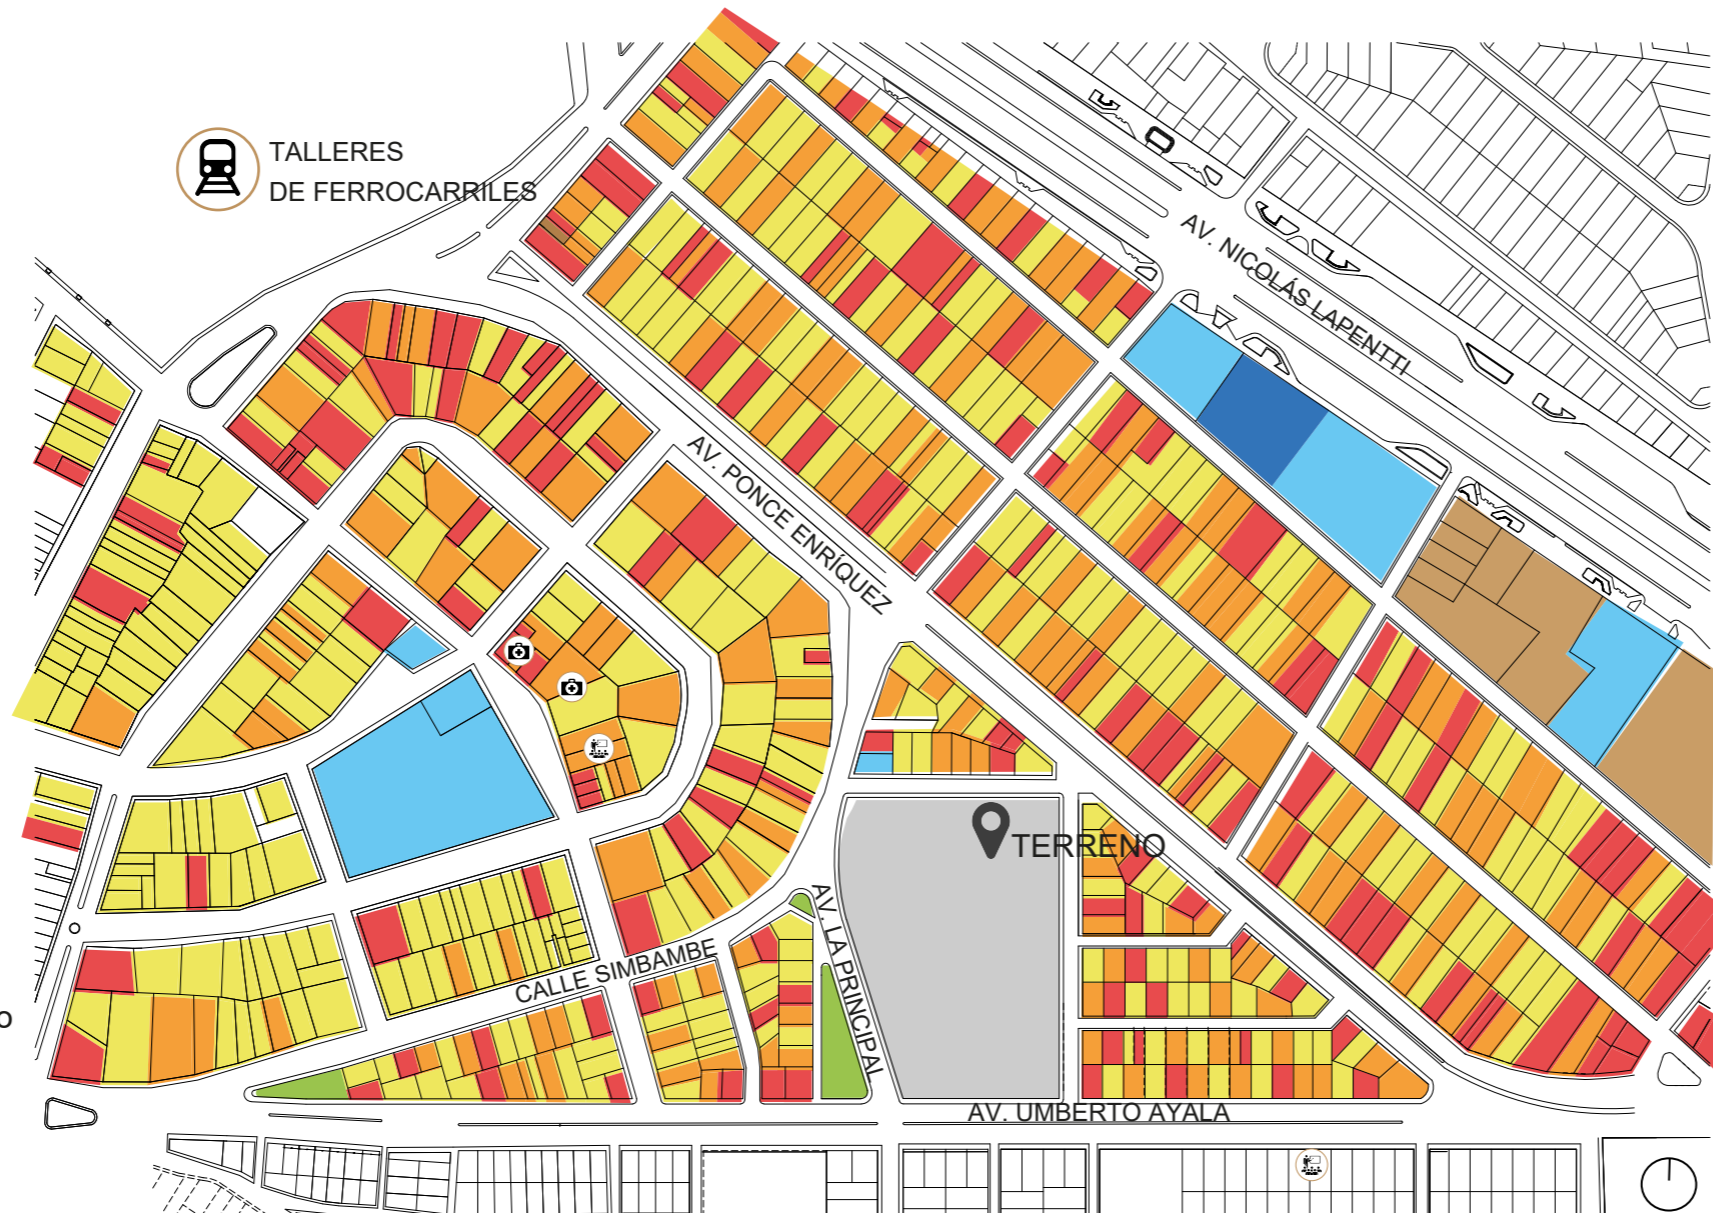 TALLERES
DE FERROCARRILES
AV. NICOLÁS LAPENTTI
AV. PONCE ENRÍQUEZ
TERRENO
AV. LA PRINCIPAL
CALLE SIMBAMBE
o
AV. UMBERTO AYALA